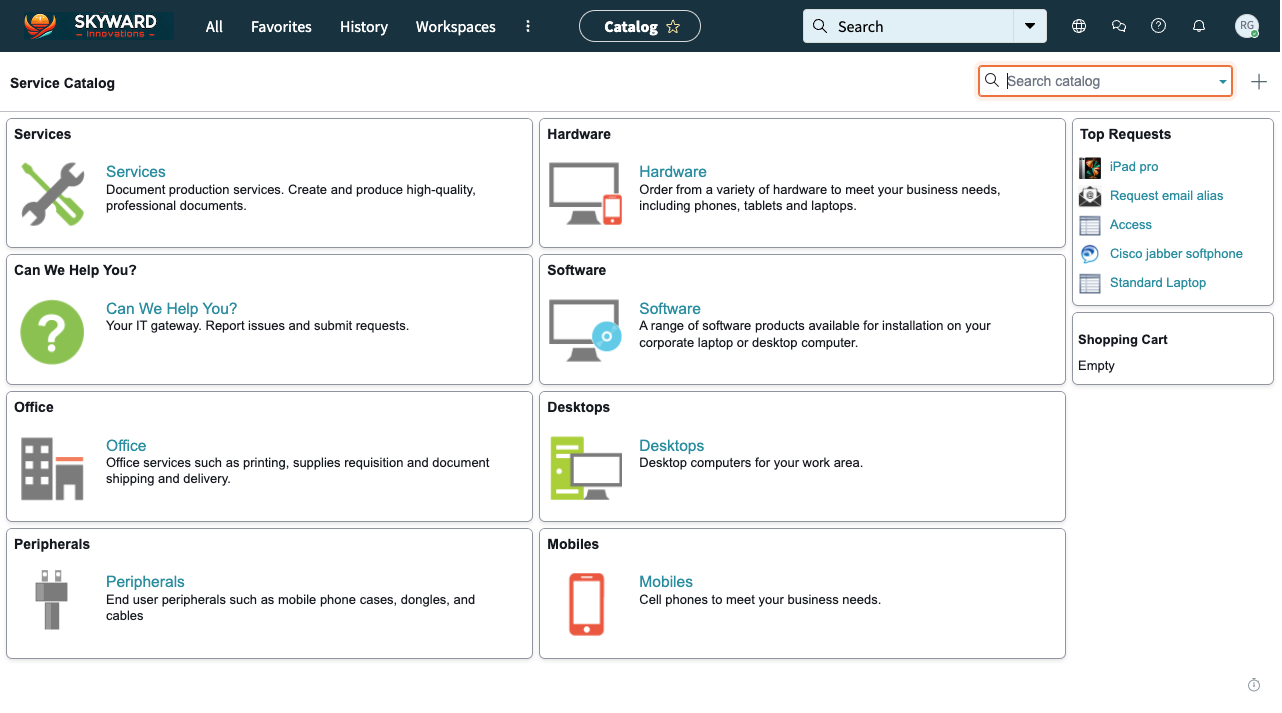 SKYWARD
Innovations
All
Favorites
History
Workspaces
Catalog
Search
RG
Service Catalog
Search catalog
Services
Services
Document production services. Create and produce high-quality,
professional documents.
Hardware
Hardware
Order from a variety of hardware to meet your business needs,
including phones, tablets and laptops.
Top Requests
iPad pro
Request email alias
Access
Cisco jabber softphone
Standard Laptop
Can We Help You?
Can We Help You?
Your IT gateway. Report issues and submit requests.
Software
Software
A range of software products available for installation on your
corporate laptop or desktop computer.
Shopping Cart
Empty
Office
Office
Office services such as printing, supplies requisition and document
shipping and delivery.
Desktops
Desktops
Desktop computers for your work area.
Peripherals
Peripherals
End user peripherals such as mobile phone cases, dongles, and
cables
Mobiles
Mobiles
Cell phones to meet your business needs.